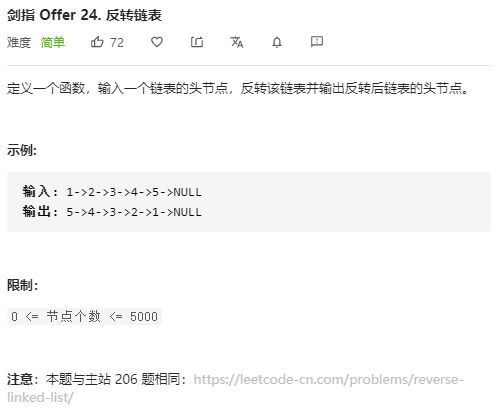 剑指 Offer 24. 反转链表
难度 简单 72
定义一个函数，输入一个链表的头节点，反转该链表并输出反转后链表的头节点。
示例:
输入: 1->2->3->4->5->NULL
输出: 5->4->3->2->1->NULL
限制：
0 <= 节点个数 <= 5000
注意：本题与主站 206 题相同：https://leetcode-cn.com/problems/reverse-
linked-list/